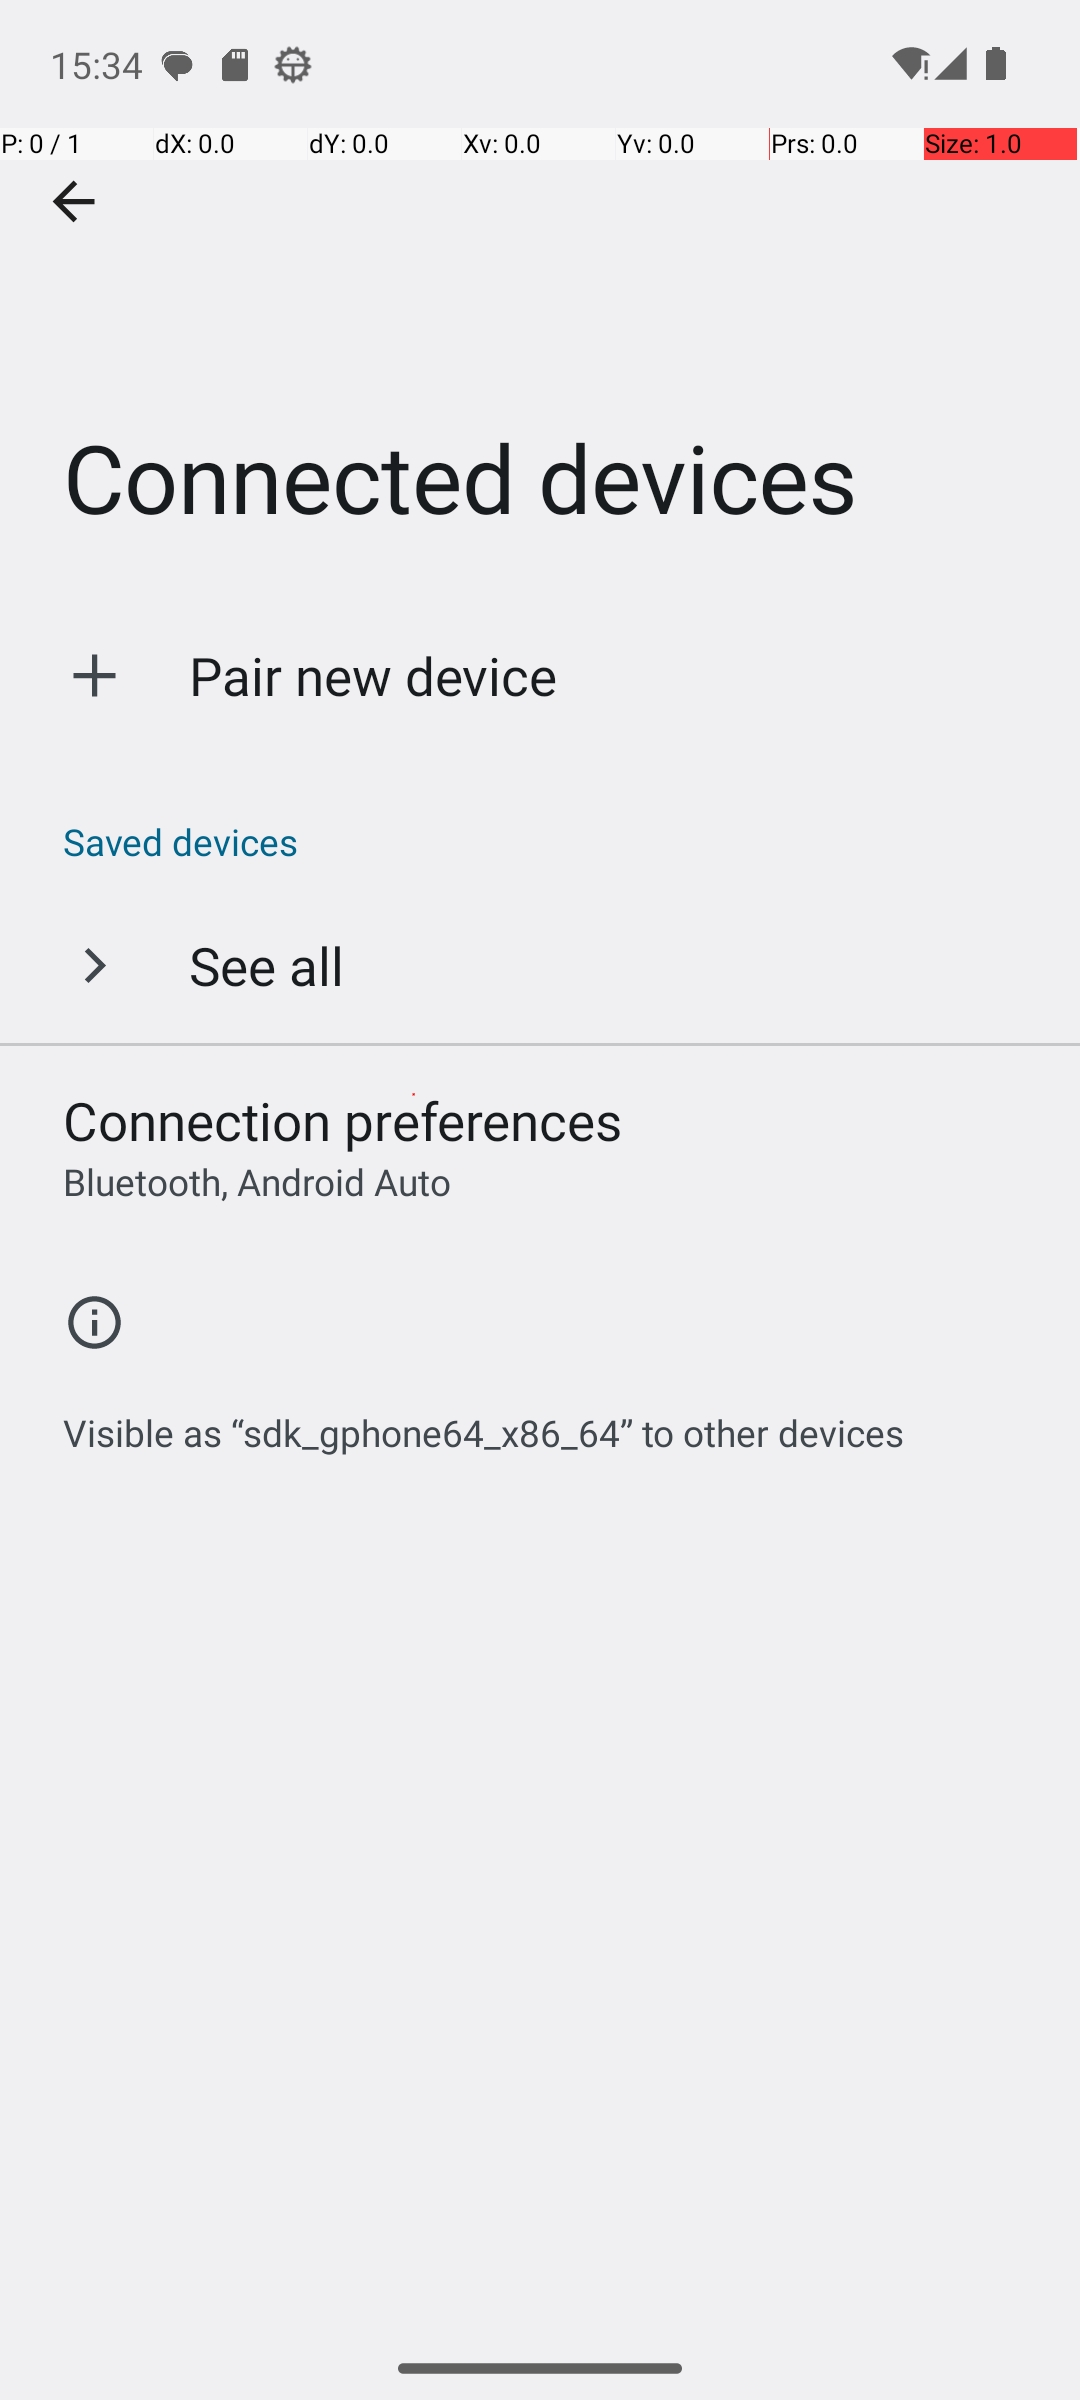 15:34
P: 0 / 1 dX: 0.0 dY: 0.0 Xv: 0.0 Yv: 0.0 Prs: 0.0 Size: 1.0
Connected devices
Pair new device
Saved devices
See all
Connection preferences
Bluetooth, Android Auto
Visible as “sdk_gphone64_x86_64” to other devices